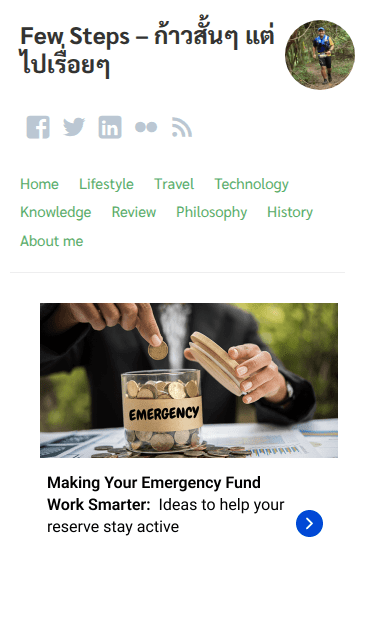 Few Steps – ก้าวสั้นๆ แต่
ไปเรื่อยๆ
Home Lifestyle Travel Technology
Knowledge Review Philosophy History
About me
EMERGENCY
Making Your Emergency Fund
Work Smarter: Ideas to help your
reserve stay active